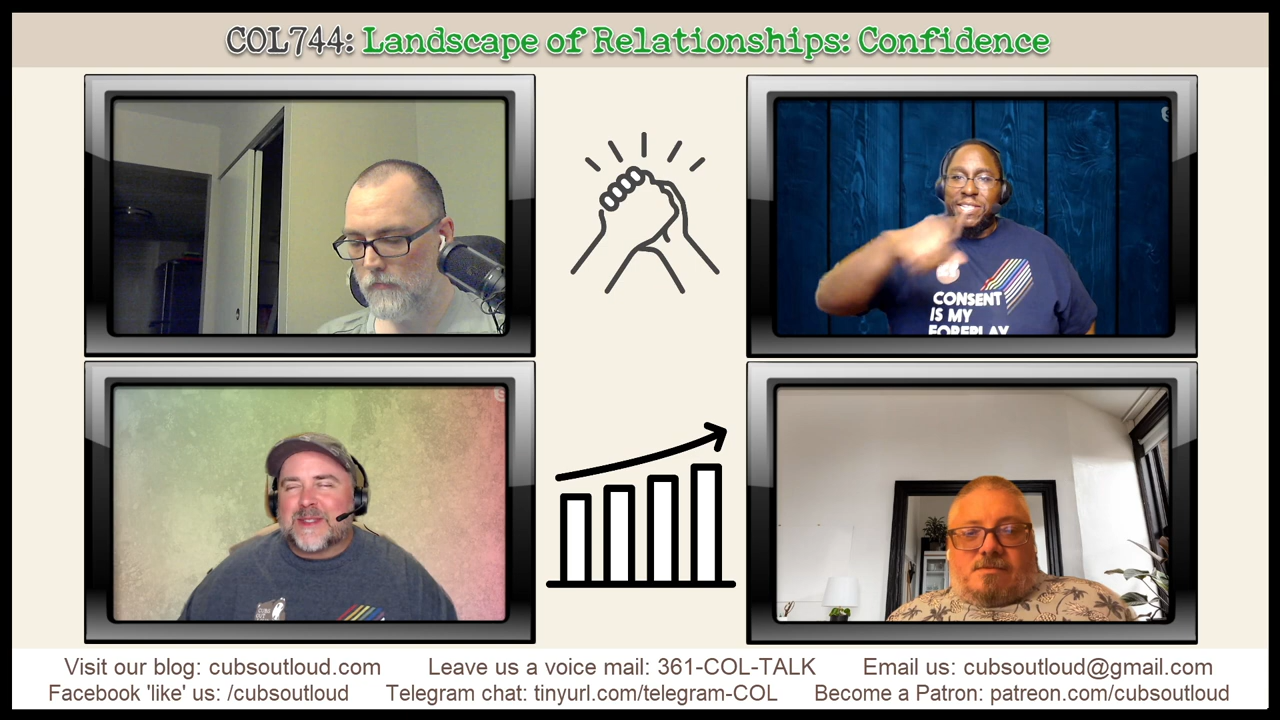 COL744: Landscape of Relationships: Confidence
CONSENT
IS MY
FOREPLAY
Visit our blog: cubsoutloud.com Leave us a voice mail: 361-COL-TALK Email us: cubsoutloud@gmail.com
Facebook 'like' us: /cubsoutloud Telegram chat: tinyurl.com/telegram-COL Become a Patron: patreon.com/cubsoutloud